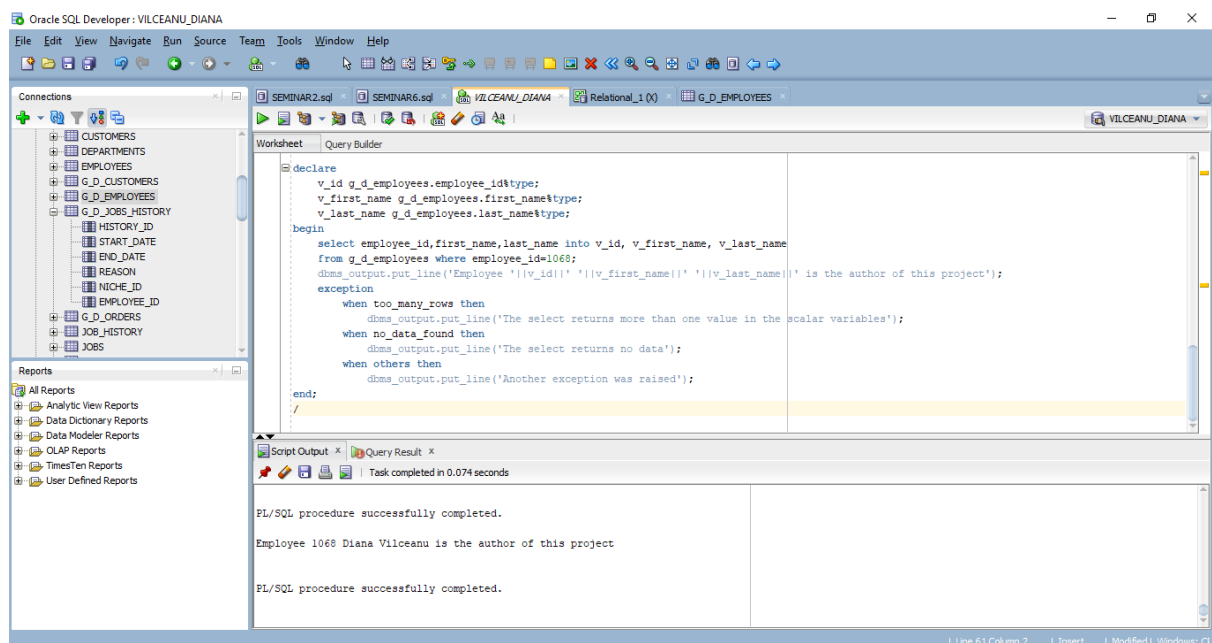 Oracle SQL Developer : VILCEANU_DIANA
File Edit View Navigate Run Source Team Tools Window Help
Connections
CUSTOMERS
DEPARTMENTS
EMPLOYEES
G_D_CUSTOMERS
G_D_EMPLOYEES
G_D_JOBS_HISTORY
HISTORY_ID
START_DATE
END_DATE
REASON
NICHE_ID
EMPLOYEE_ID
G_D_ORDERS
JOB_HISTORY
JOBS
Reports
All Reports
Analytic View Reports
Data Dictionary Reports
Data Modeler Reports
OLAP Reports
TimesTen Reports
User Defined Reports
SEMINAR2.sql SEMINAR6.sql VILCEANU_DIANA Relational_1 (X) G_D_EMPLOYEES
VILCEANU_DIANA
Worksheet Query Builder
declare
v_id g_d_employees.employee_id%type;
v_first_name g_d_employees.first_name%type;
v_last_name g_d_employees.last_name%type;
begin
select employee_id,first_name,last_name into v_id, v_first_name, v_last_name
from g_d_employees where employee_id=1068;
dbms_output.put_line('Employee '||v_id||' '||v_first_name||' '||v_last_name||' is the author of this project');
exception
when too_many_rows then
dbms_output.put_line('The select returns more than one value in the scalar variables');
when no_data_found then
dbms_output.put_line('The select returns no data');
when others then
dbms_output.put_line('Another exception was raised');
end;
/
Script Output Query Result
Task completed in 0.074 seconds
PL/SQL procedure successfully completed.
Employee 1068 Diana Vilceanu is the author of this project
PL/SQL procedure successfully completed.
Line 61 Column 2 Insert Modified Windows: C